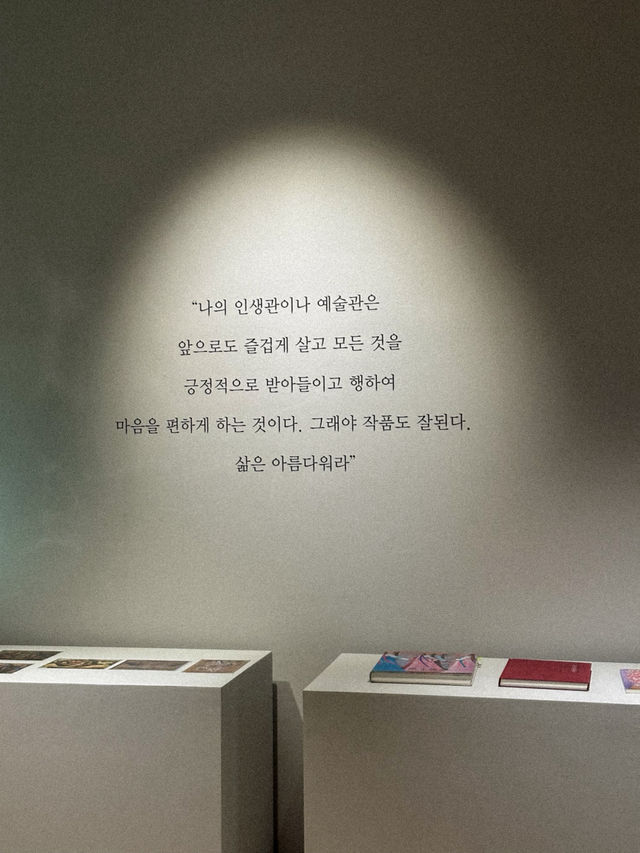 “나의 인생관이나 예술관은
앞으로도 즐겁게 살고 모든 것을
긍정적으로 받아들이고 행하여
마음을 편하게 하는 것이다. 그래야 작품도 잘된다.
삶은 아름다워라”